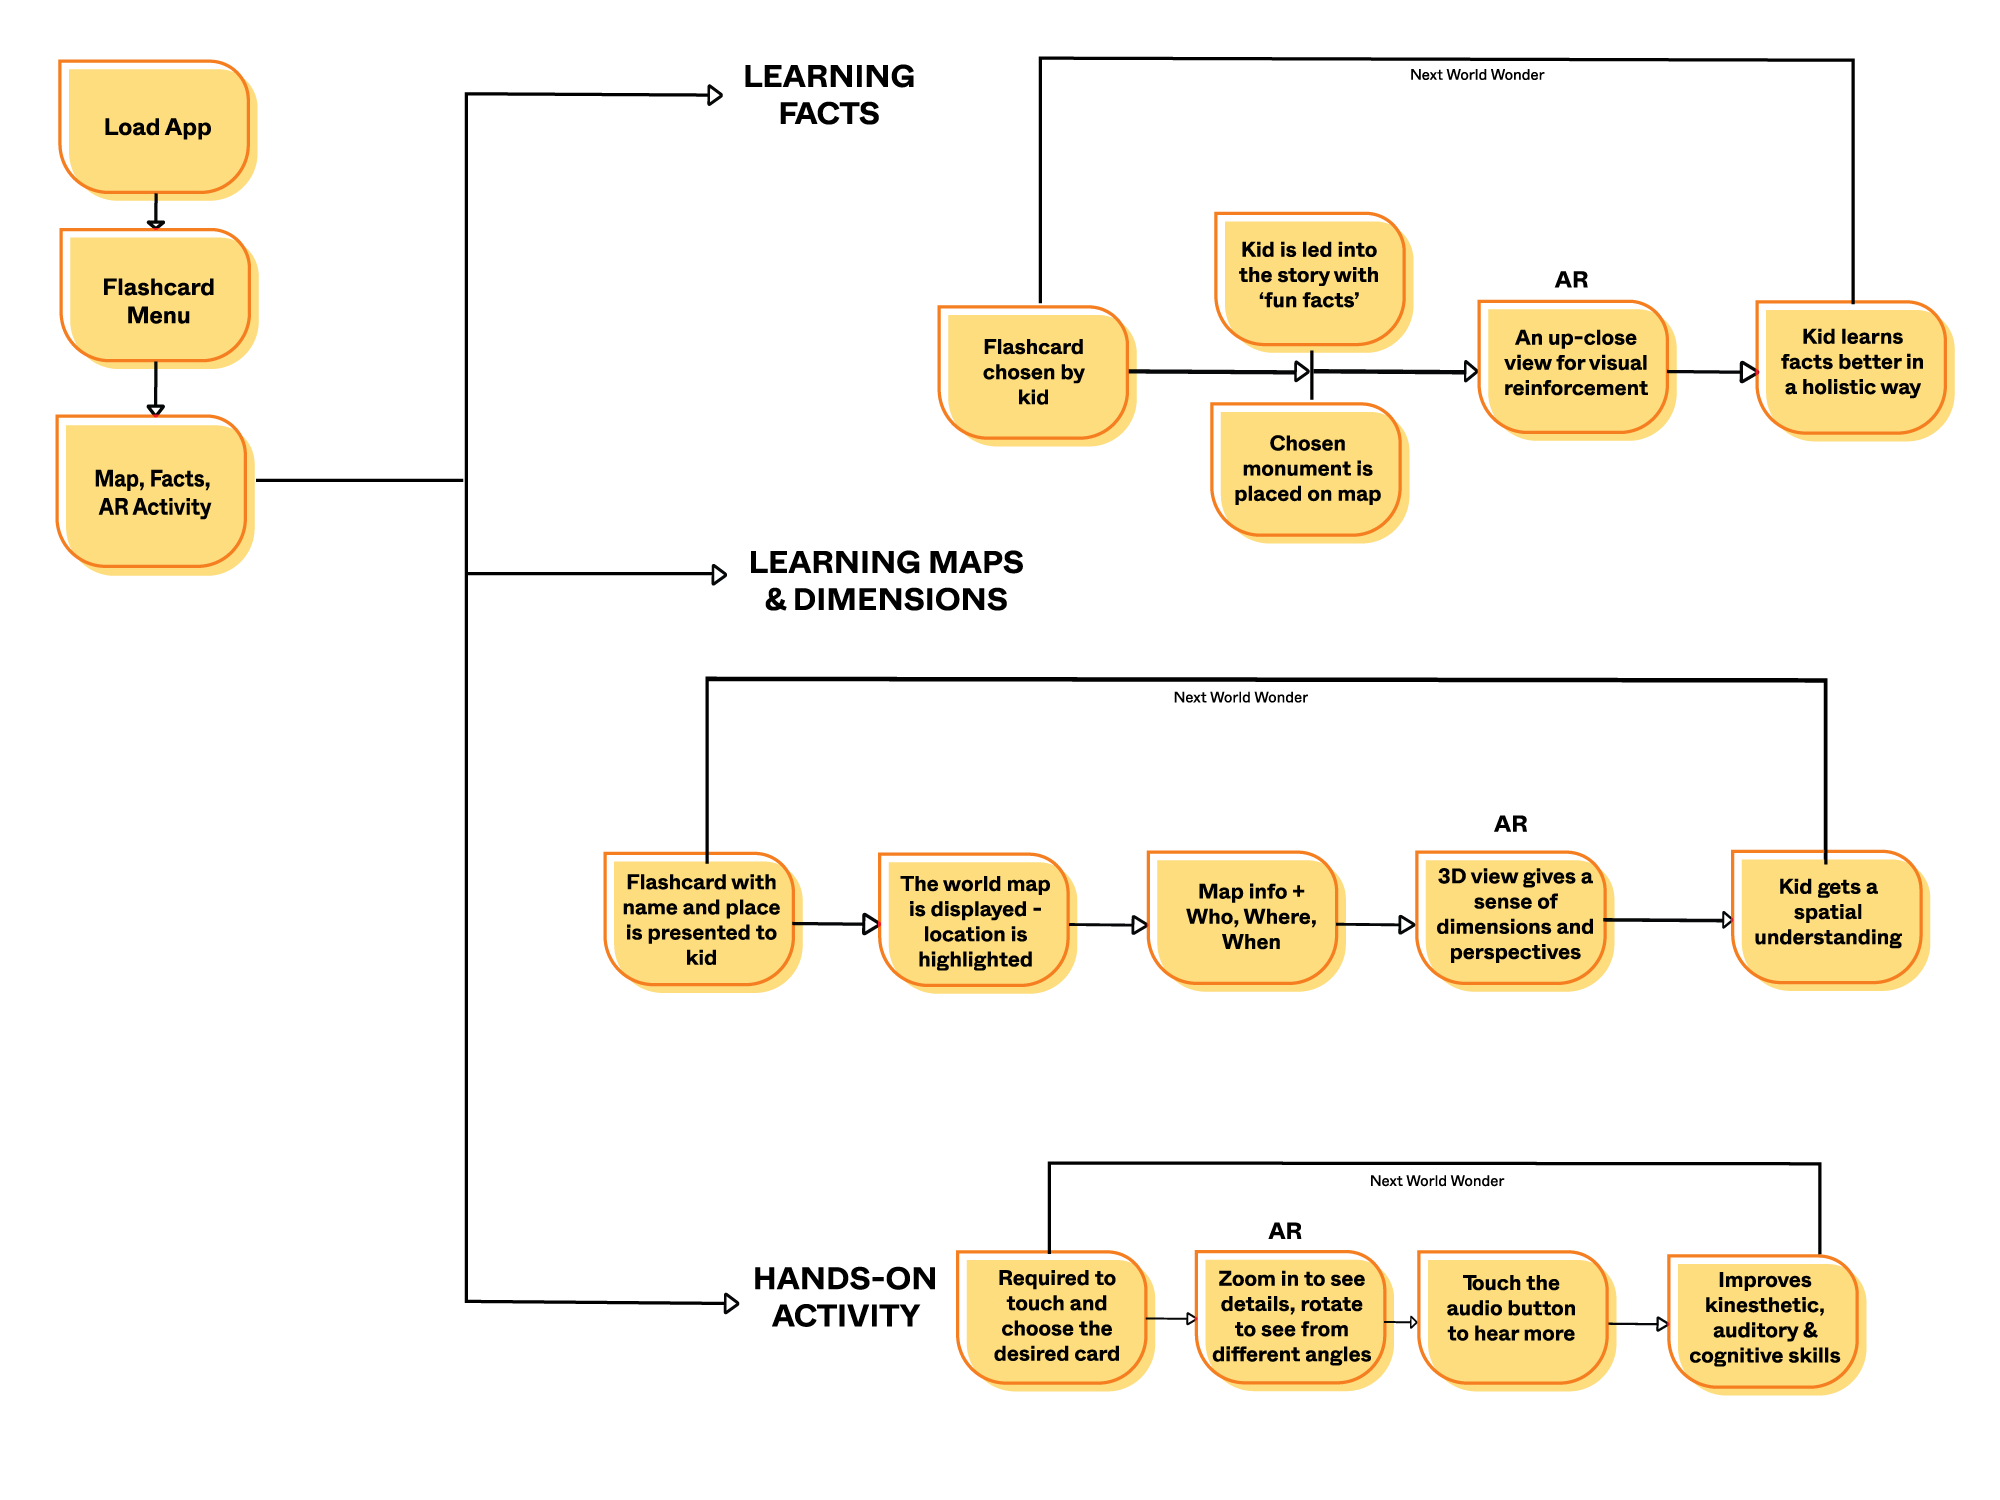 Load App
Flashcard
Menu
Map, Facts,
AR Activity
LEARNING
FACTS
Next World Wonder
Flashcard
chosen by
kid
Kid is led into
the story with
‘fun facts’
Chosen
monument is
placed on map
AR
An up-close
view for visual
reinforcement
Kid learns
facts better in
a holistic way
LEARNING MAPS
& DIMENSIONS
Next World Wonder
Flashcard with
name and place
is presented to
kid
The world map
is displayed -
location is
highlighted
Map info +
Who, Where,
When
AR
3D view gives a
sense of
dimensions and
perspectives
Kid gets a
spatial
understanding
HANDS-ON
ACTIVITY
Next World Wonder
Required to
touch and
choose the
desired card
AR
Zoom in to see
details, rotate
to see from
different angles
Touch the
audio button
to hear more
Improves
kinesthetic,
auditory &
cognitive skills